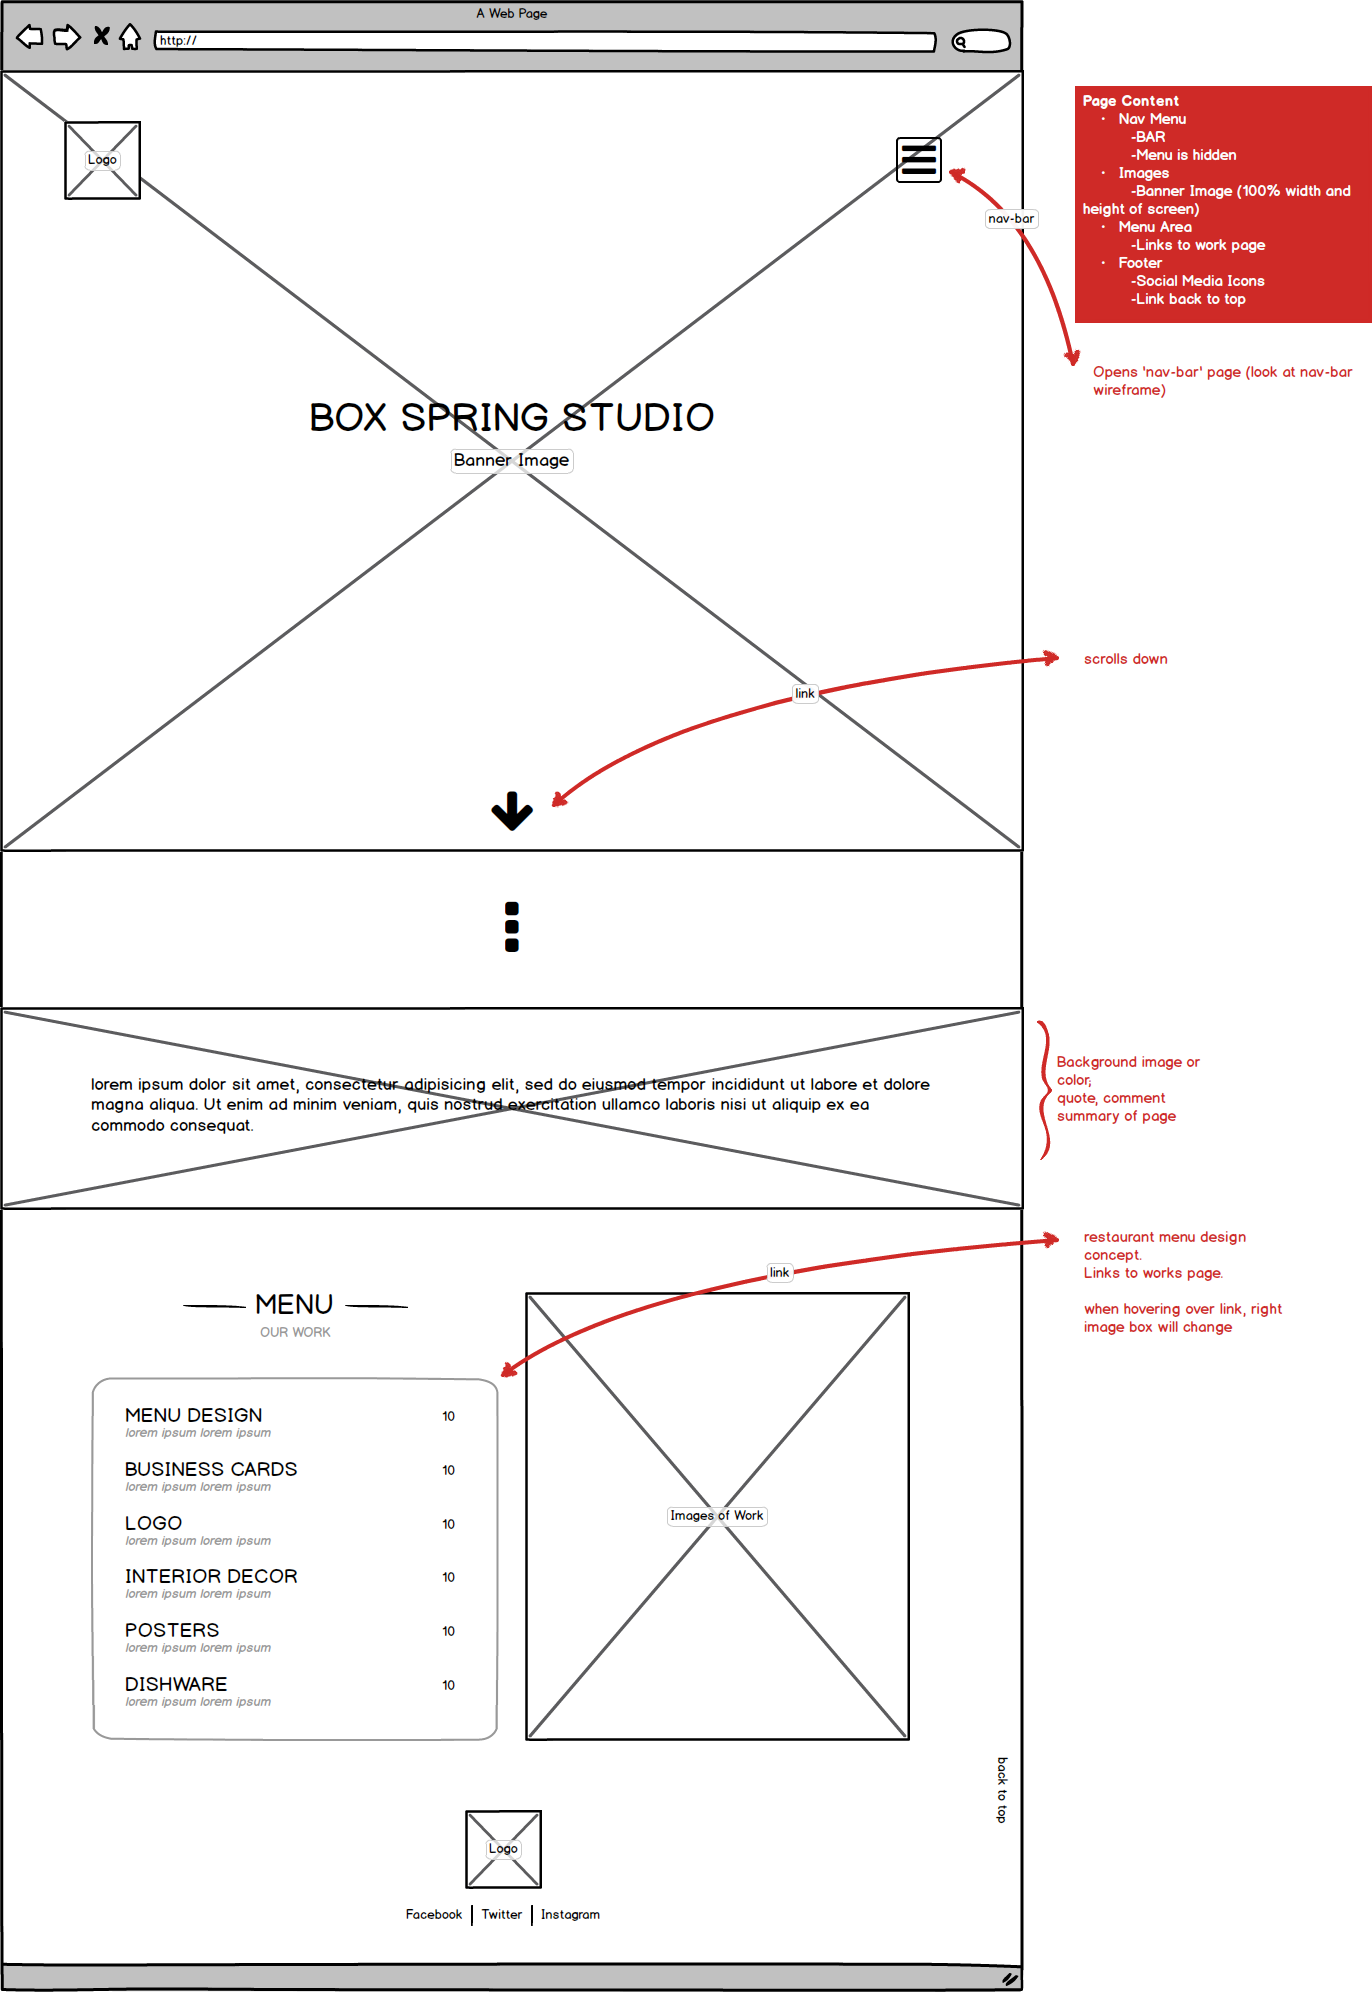 A Web Page
http://
Logo
Page Content
· Nav Menu
-BAR
-Menu is hidden
· Images
-Banner Image (100% width and
height of screen)
· Menu Area
-Links to work page
· Footer
-Social Media Icons
-Link back to top
nav-bar
Opens 'nav-bar' page (look at nav-bar
wireframe)
BOX SPRING STUDIO
Banner Image
scrolls down
link
lorem ipsum dolor sit amet, consectetur adipisicing elit, sed do eiusmod tempor incididunt ut labore et dolore
magna aliqua. Ut enim ad minim veniam, quis nostrud exercitation ullamco laboris nisi ut aliquip ex ea
commodo consequat.
Background image or
color;
quote, comment
summary of page
restaurant menu design
concept.
Links to works page.
when hovering over link, right
image box will change
link
MENU
OUR WORK
MENU DESIGN 10
lorem ipsum lorem ipsum
BUSINESS CARDS 10
lorem ipsum lorem ipsum
LOGO 10
lorem ipsum lorem ipsum
INTERIOR DECOR 10
lorem ipsum lorem ipsum
POSTERS 10
lorem ipsum lorem ipsum
DISHWARE 10
lorem ipsum lorem ipsum
Images of Work
back to top
Logo
Facebook | Twitter | Instagram